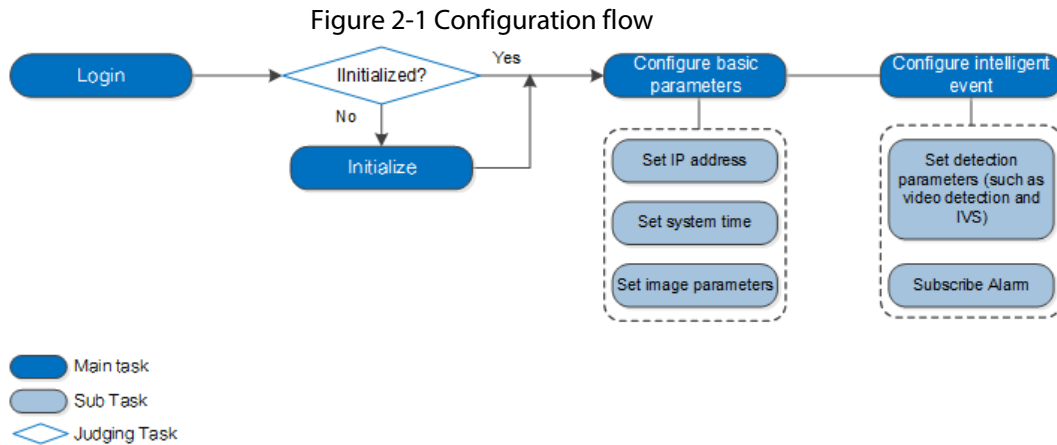 Figure 2-1 Configuration flow
Login
IInitialized?
Yes
No
Initialize
Configure basic
parameters
Set IP address
Set system time
Set image parameters
Configure intelligent
event
Set detection
parameters (such as
video detection and
IVS)
Subscribe Alarm
Main task
Sub Task
Judging Task